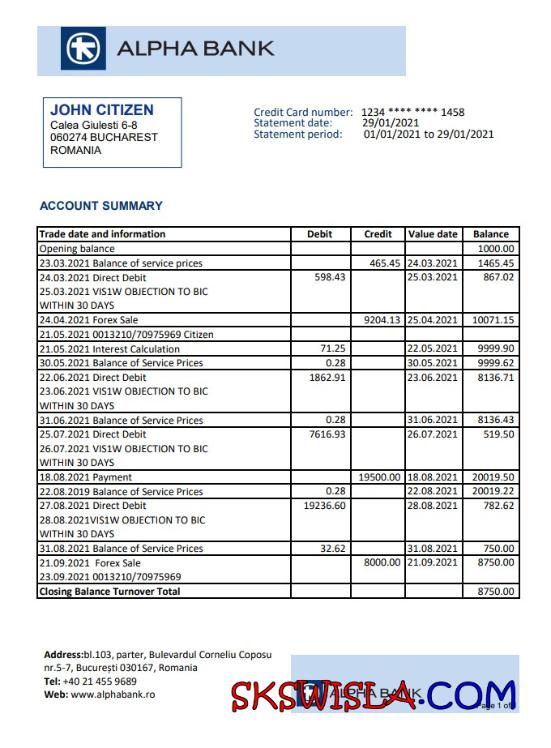 ALPHA BANK
JOHN CITIZEN
Calea Giulesti 6-8
060274 BUCHAREST
ROMANIA
Credit Card number: 1234 **** **** 1458
Statement date: 29/01/2021
Statement period: 01/01/2021 to 29/01/2021
ACCOUNT SUMMARY
Trade date and information Debit Credit Value date Balance
Opening balance 1000.00
23.03.2021 Balance of service prices 465.45 24.03.2021 1465.45
24.03.2021 Direct Debit 598.43 25.03.2021 867.02
25.03.2021 VIS1W OBJECTION TO BIC
WITHIN 30 DAYS
24.04.2021 Forex Sale 9204.13 25.04.2021 10071.15
21.05.2021 0013210/70975969 Citizen
21.05.2021 Interest Calculation 71.25 22.05.2021 9999.90
30.05.2021 Balance of Service Prices 0.28 30.05.2021 9999.62
22.06.2021 Direct Debit 1862.91 23.06.2021 8136.71
23.06.2021 VIS1W OBJECTION TO BIC
WITHIN 30 DAYS
31.06.2021 Balance of Service Prices 0.28 31.06.2021 8136.43
25.07.2021 Direct Debit 7616.93 26.07.2021 519.50
26.07.2021 VIS1W OBJECTION TO BIC
WITHIN 30 DAYS
18.08.2021 Payment 19500.00 18.08.2021 20019.50
22.08.2019 Balance of Service Prices 0.28 22.08.2021 20019.22
27.08.2021 Direct Debit 19236.60 28.08.2021 782.62
28.08.2021VIS1W OBJECTION TO BIC
WITHIN 30 DAYS
31.08.2021 Balance of Service Prices 32.62 31.08.2021 750.00
21.09.2021 Forex Sale 8000.00 21.09.2021 8750.00
23.09.2021 0013210/70975969
Closing Balance Turnover Total 8750.00
Address:bl.103, parter, Bulevardul Corneliu Coposu
nr.5-7, București 030167, Romania
Tel: +40 21 455 9689
Web: www.alphabank.ro
ALPHA BANK
SKSWISLA.COM
Page 1 of